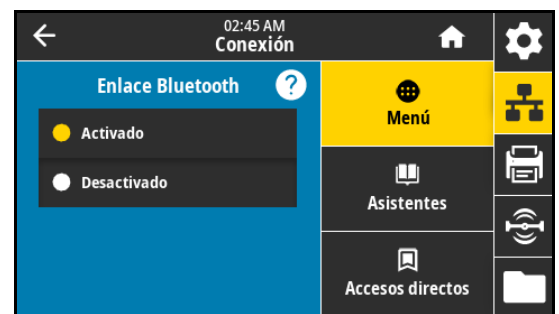 02:45 AM
Conexión
Enlace Bluetooth
?
Activado
Desactivado
Menú
Asistentes
Accesos directos